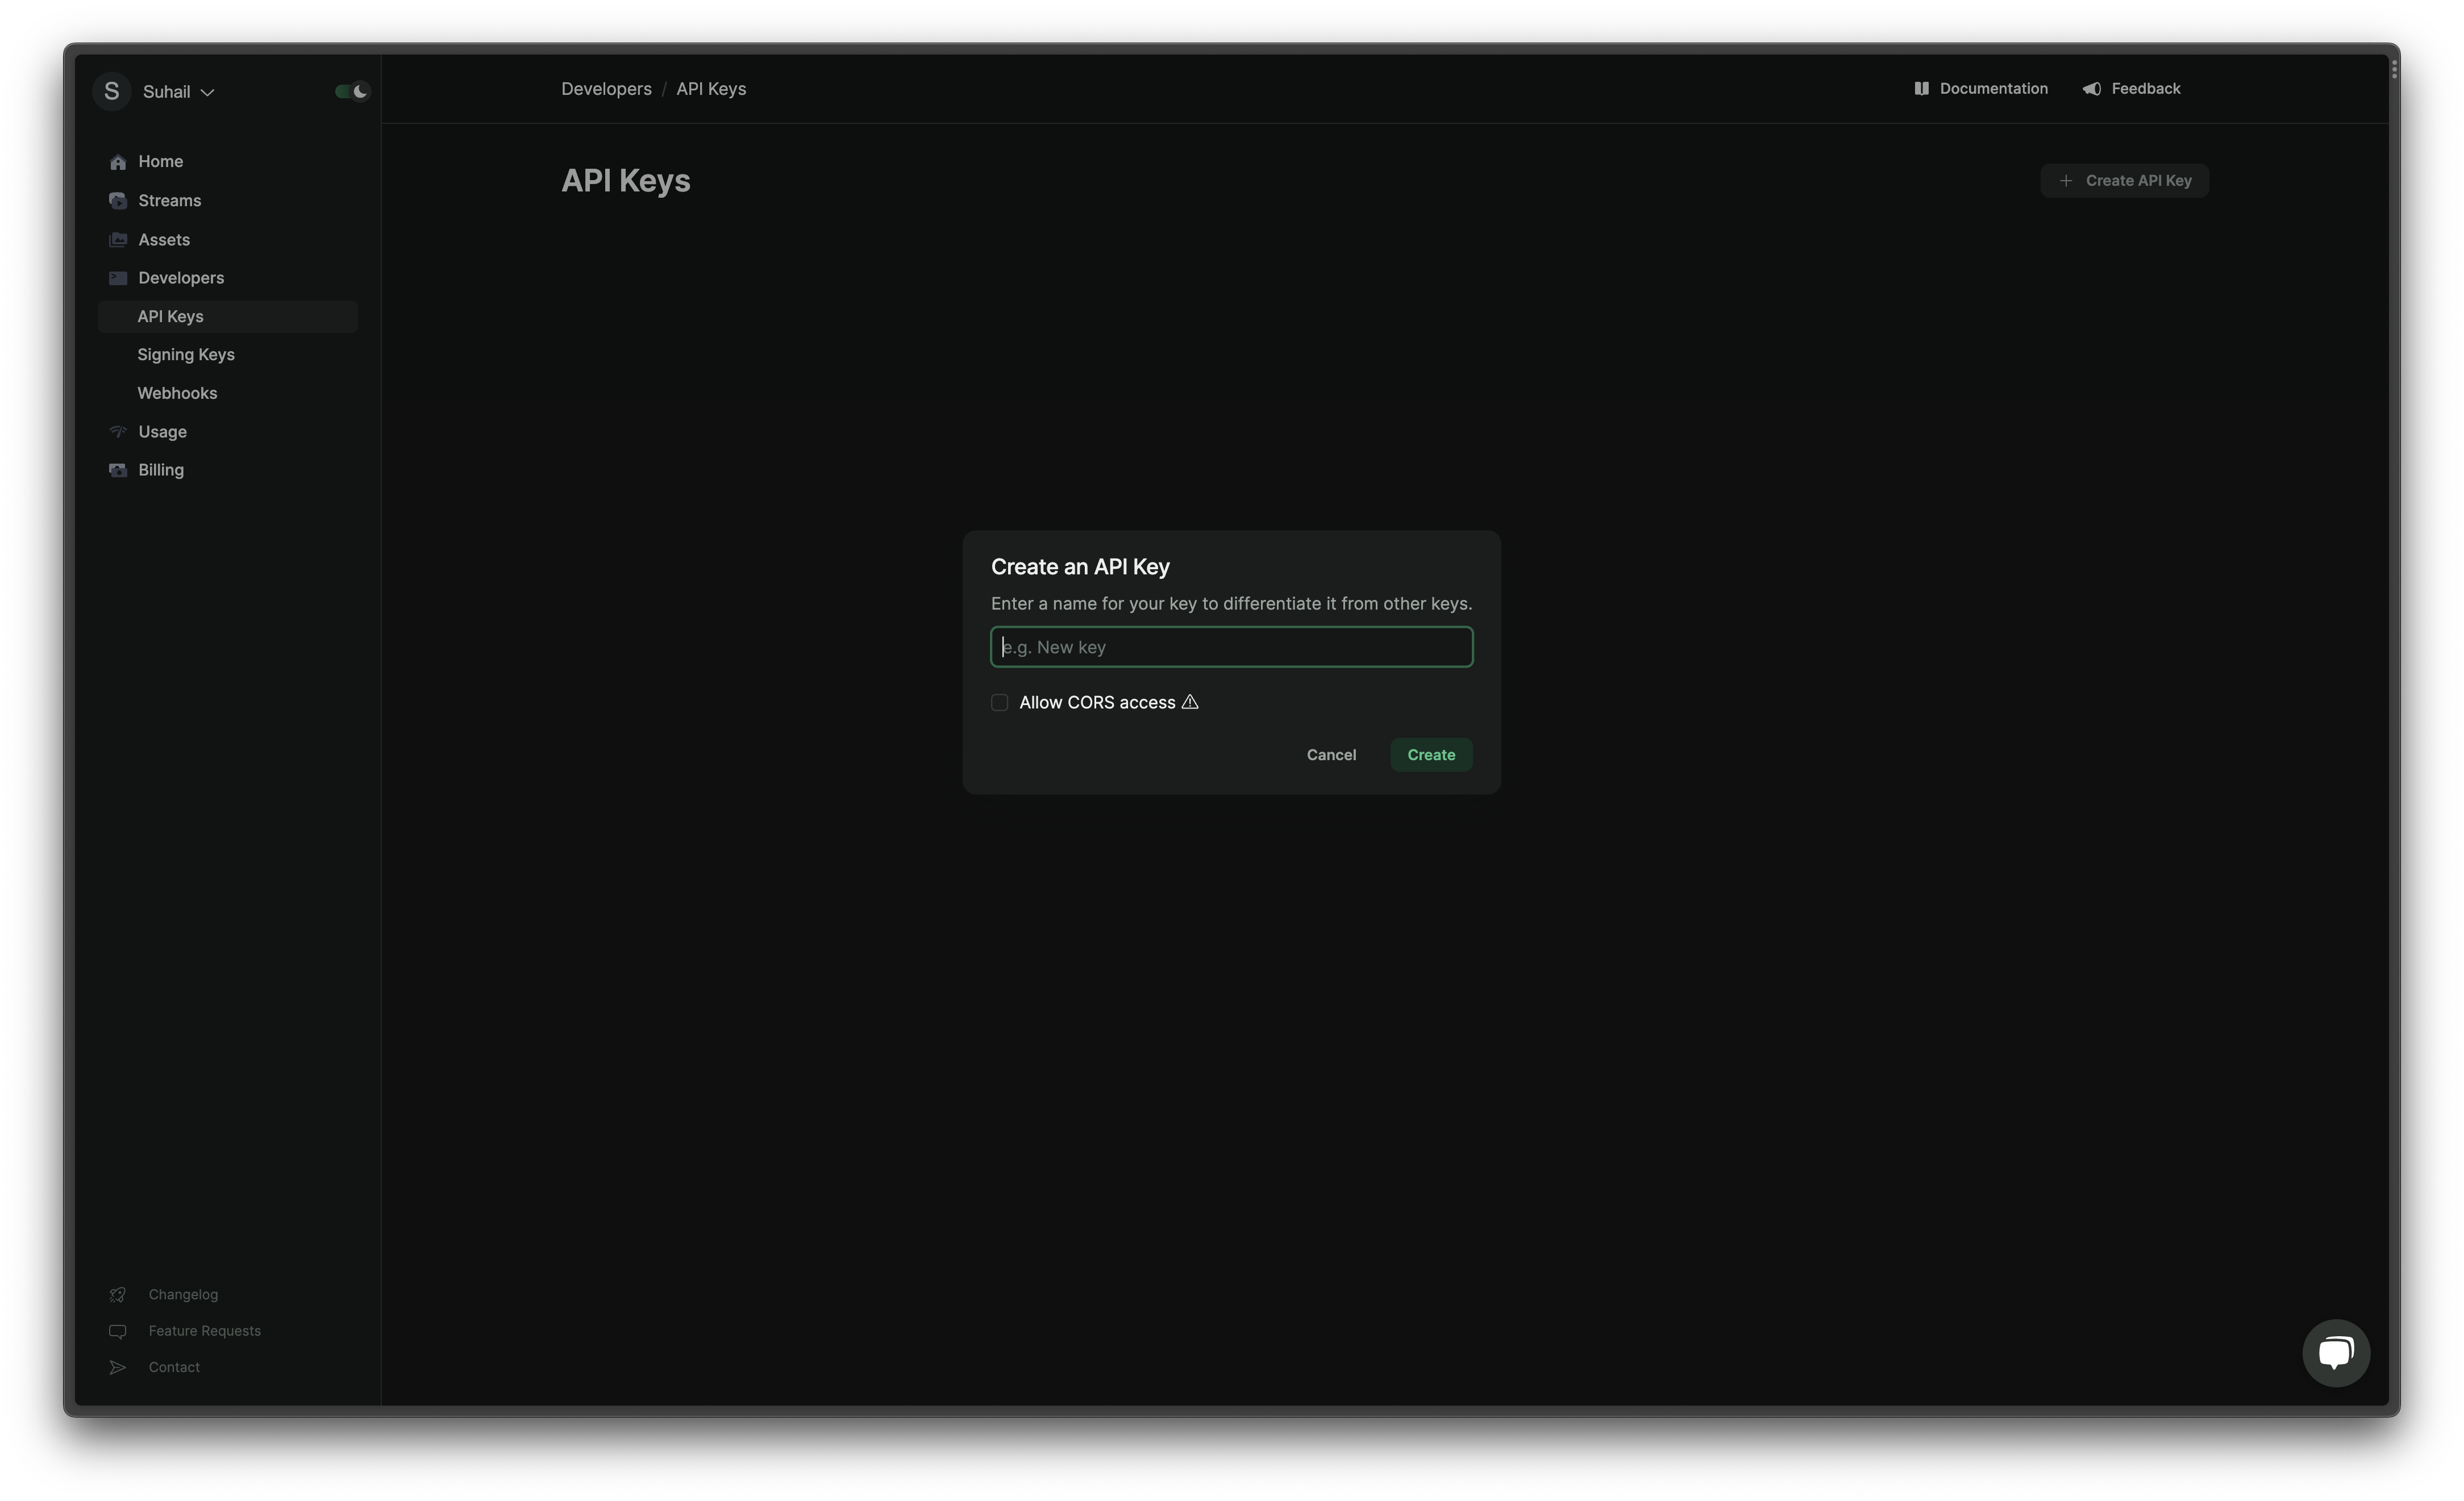 S Suhail
Home
Streams
Assets
Developers
API Keys
Signing Keys
Webhooks
Usage
Billing
Changelog
Feature Requests
Contact
Developers / API Keys
Documentation
Feedback
API Keys
+ Create API Key
Create an API Key
Enter a name for your key to differentiate it from other keys.
e.g. New key
Allow CORS access
Cancel
Create